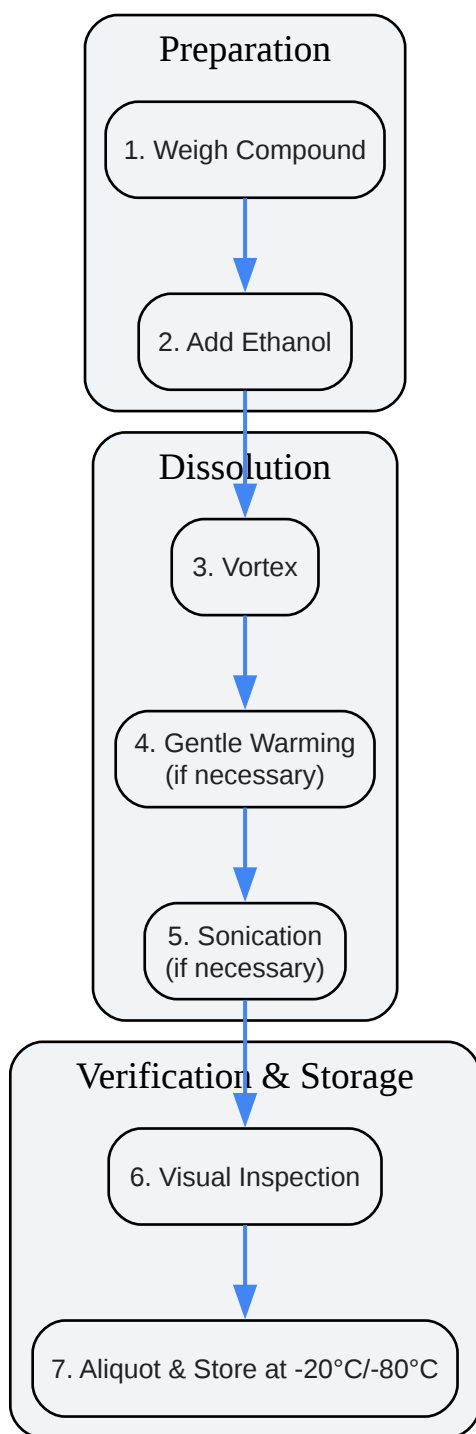 Preparation
1. Weigh Compound
2. Add Ethanol
Dissolution
3. Vortex
4. Gentle Warming
(if necessary)
5. Sonication
(if necessary)
Verification & Storage
6. Visual Inspection
7. Aliquot & Store at -20°C/-80°C